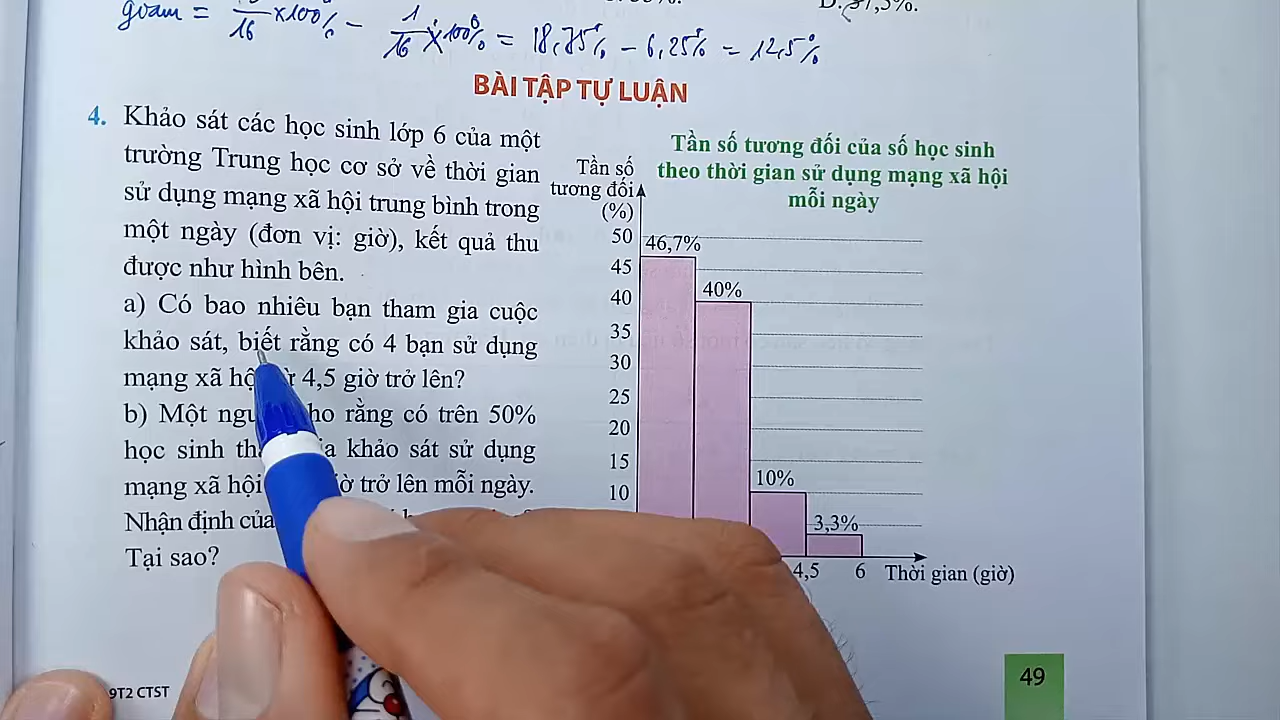 goam = /16 x100% - 1/16 x100% = 18,75% - 6,25% = 12,5%
BÀI TẬP TỰ LUẬN
4. Khảo sát các học sinh lớp 6 của một
trường Trung học cơ sở về thời gian
sử dụng mạng xã hội trung bình trong
một ngày (đơn vị: giờ), kết quả thu
được như hình bên.
a) Có bao nhiêu bạn tham gia cuộc
khảo sát, biết rằng có 4 bạn sử dụng
mạng xã 4,5 giờ trở lên?
b) Một rằng có trên 50%
học sinh khảo sát sử dụng
mạng xã hội trở lên mỗi ngày.
Nhận định của
Tại sao?
Tần số tương đối của số học sinh
theo thời gian sử dụng mạng xã hội
mỗi ngày
Tần số
tương đối
(%)
50
45
40
35
30
25
20
15
10
46,7%
40%
10%
3,3%
4,5 6 Thời gian (giờ)
9T2 CTST
49